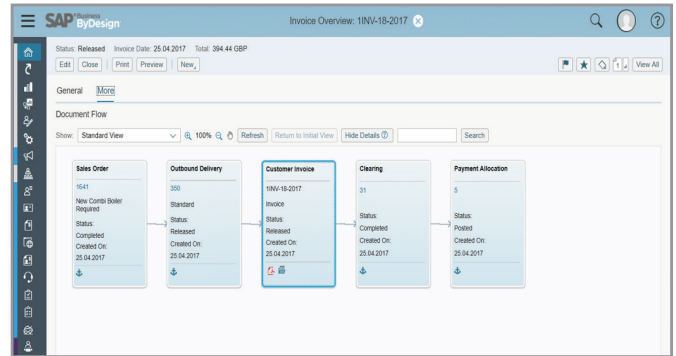 SAP Business ByDesign
Invoice Overview: 1INV-18-2017
Status: Released Invoice Date: 25.04.2017 Total: 394.44 GBP
Edit Close Print Preview New
1 View All
General More
Document Flow
Show: Standard View 100% Refresh Return to Initial View Hide Details Search
Sales Order
1641
New Combi Boiler
Required
Status:
Completed
Created On:
25.04.2017
Outbound Delivery
350
Standard
Status:
Released
Created On:
25.04.2017
Customer Invoice
1INV-18-2017
Invoice
Status:
Released
Created On:
25.04.2017
Clearing
31
Status:
Completed
Created On:
25.04.2017
Payment Allocation
5
Status:
Posted
Created On:
25.04.2017